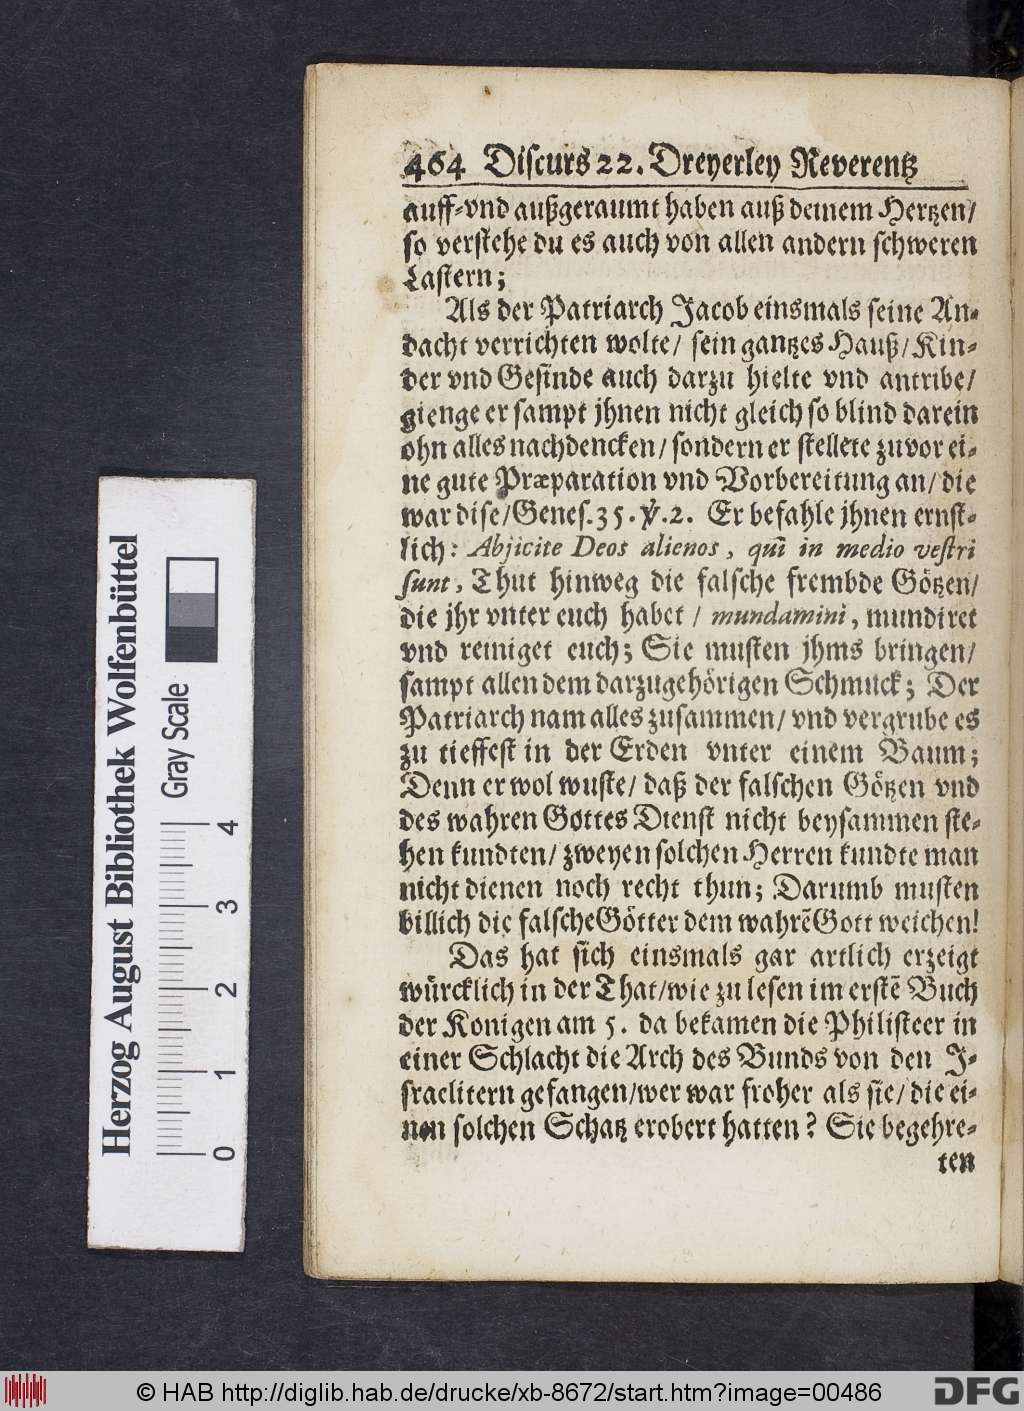 464 Discurs 22. Dreyerley Reverentz
auff-vnd außgeraumt haben auß deinem Hertzen/
so verstehe du es auch von allen andern schweren
Lastern;
Als der Patriarch Jacob einsmals seine An-
dacht verrichten wolte/ sein gantzes Hauß/ Kin-
der vnd Gesinde auch darzu hielte vnd antribe/
gienge er sampt jhnen nicht gleich so blind darein
ohn alles nachdencken/ sondern er stellete zuvor ei-
ne gute Præparation vnd Vorbereitung an/ die
war dise/ Genes. 35. ℣. 2. Er befahle jhnen ernst-
lich: Abjicite Deos alienos, qui in medio vestri
sunt, Thut hinweg die falsche frembde Götzen/
die jhr vnter euch habet / mundamini, mundiret
vnd reiniget euch; Sie musten jhms bringen/
sampt allen dem darzugehörigen Schmuck; Der
Patriarch nam alles zusammen/ vnd vergrube es
zu tieffest in der Erden vnter einem Baum;
Denn er wol wuste/ daß der falschen Götzen vnd
des wahren Gottes Dienst nicht beysammen ste-
hen kundten/ zweyen solchen Herren kundte man
nicht dienen noch recht thun; Darumb musten
billich die falsche Götter dem wahrẽ Gott weichen!
Das hat sich einsmals gar artlich erzeigt
würcklich in der That/ wie zu lesen im erstẽ Buch
der Konigen am 5. da bekamen die Philisteer in
einer Schlacht die Arch des Bunds von den J-
sraelitern gefangen/ wer war froher als sie/ die ei-
nen solchen Schatz erobert hatten? Sie begehre-
ten
Herzog August Bibliothek Wolfenbüttel
Gray Scale
0 1 2 3 4
© HAB http://diglib.hab.de/drucke/xb-8672/start.htm?image=00486
DFG